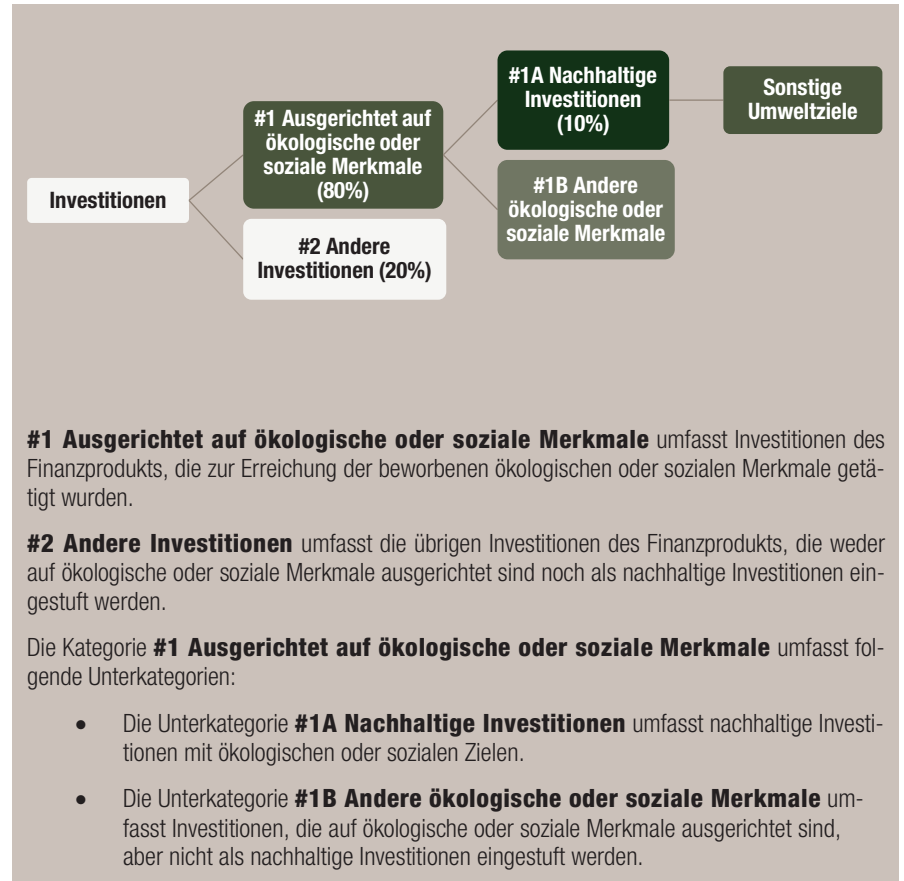 #1A Nachhaltige
Investitionen
(10%)
Sonstige
Umweltziele
#1 Ausgerichtet auf
ökologische oder
soziale Merkmale
(80%)
#1B Andere
ökologische oder
soziale Merkmale
Investitionen
#2 Andere
Investitionen (20%)
#1 Ausgerichtet auf ökologische oder soziale Merkmale umfasst Investitionen des
Finanzprodukts, die zur Erreichung der beworbenen ökologischen oder sozialen Merkmale getä-
tigt wurden.
#2 Andere Investitionen umfasst die übrigen Investitionen des Finanzprodukts, die weder
auf ökologische oder soziale Merkmale ausgerichtet sind noch als nachhaltige Investitionen ein-
gestuft werden.
Die Kategorie #1 Ausgerichtet auf ökologische oder soziale Merkmale umfasst fol-
gende Unterkategorien:
• Die Unterkategorie #1A Nachhaltige Investitionen umfasst nachhaltige Investi-
tionen mit ökologischen oder sozialen Zielen.
• Die Unterkategorie #1B Andere ökologische oder soziale Merkmale um-
fasst Investitionen, die auf ökologische oder soziale Merkmale ausgerichtet sind,
aber nicht als nachhaltige Investitionen eingestuft werden.